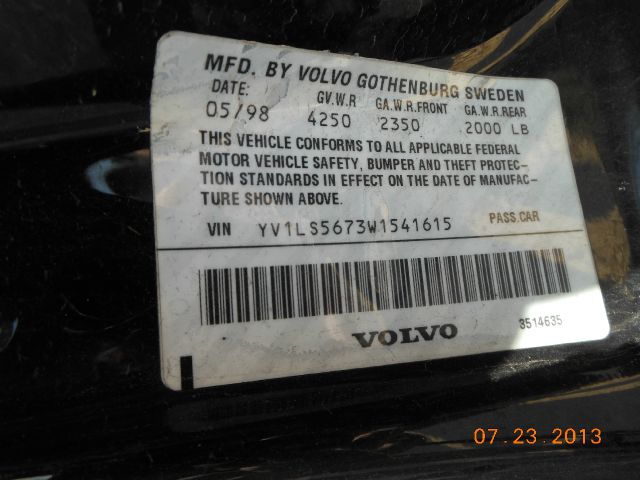 MFD. BY VOLVO GOTHENBURG SWEDEN
DATE: GV.W.R GA.W.R.FRONT GA.W.R.REAR
05/98 4250 2350 2000 LB
THIS VEHICLE CONFORMS TO ALL APPLICABLE FEDERAL
MOTOR VEHICLE SAFETY, BUMPER AND THEFT PROTEC-
TION STANDARDS IN EFFECT ON THE DATE OF MANUFAC-
TURE SHOWN ABOVE
VIN YV1LS5673W1541615 PASS.CAR
VOLVO 3514635
07.23.2013